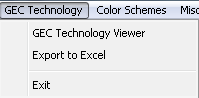 GEC Technology Color Schemes
GEC Technology Viewer
Export to Excel
Exit